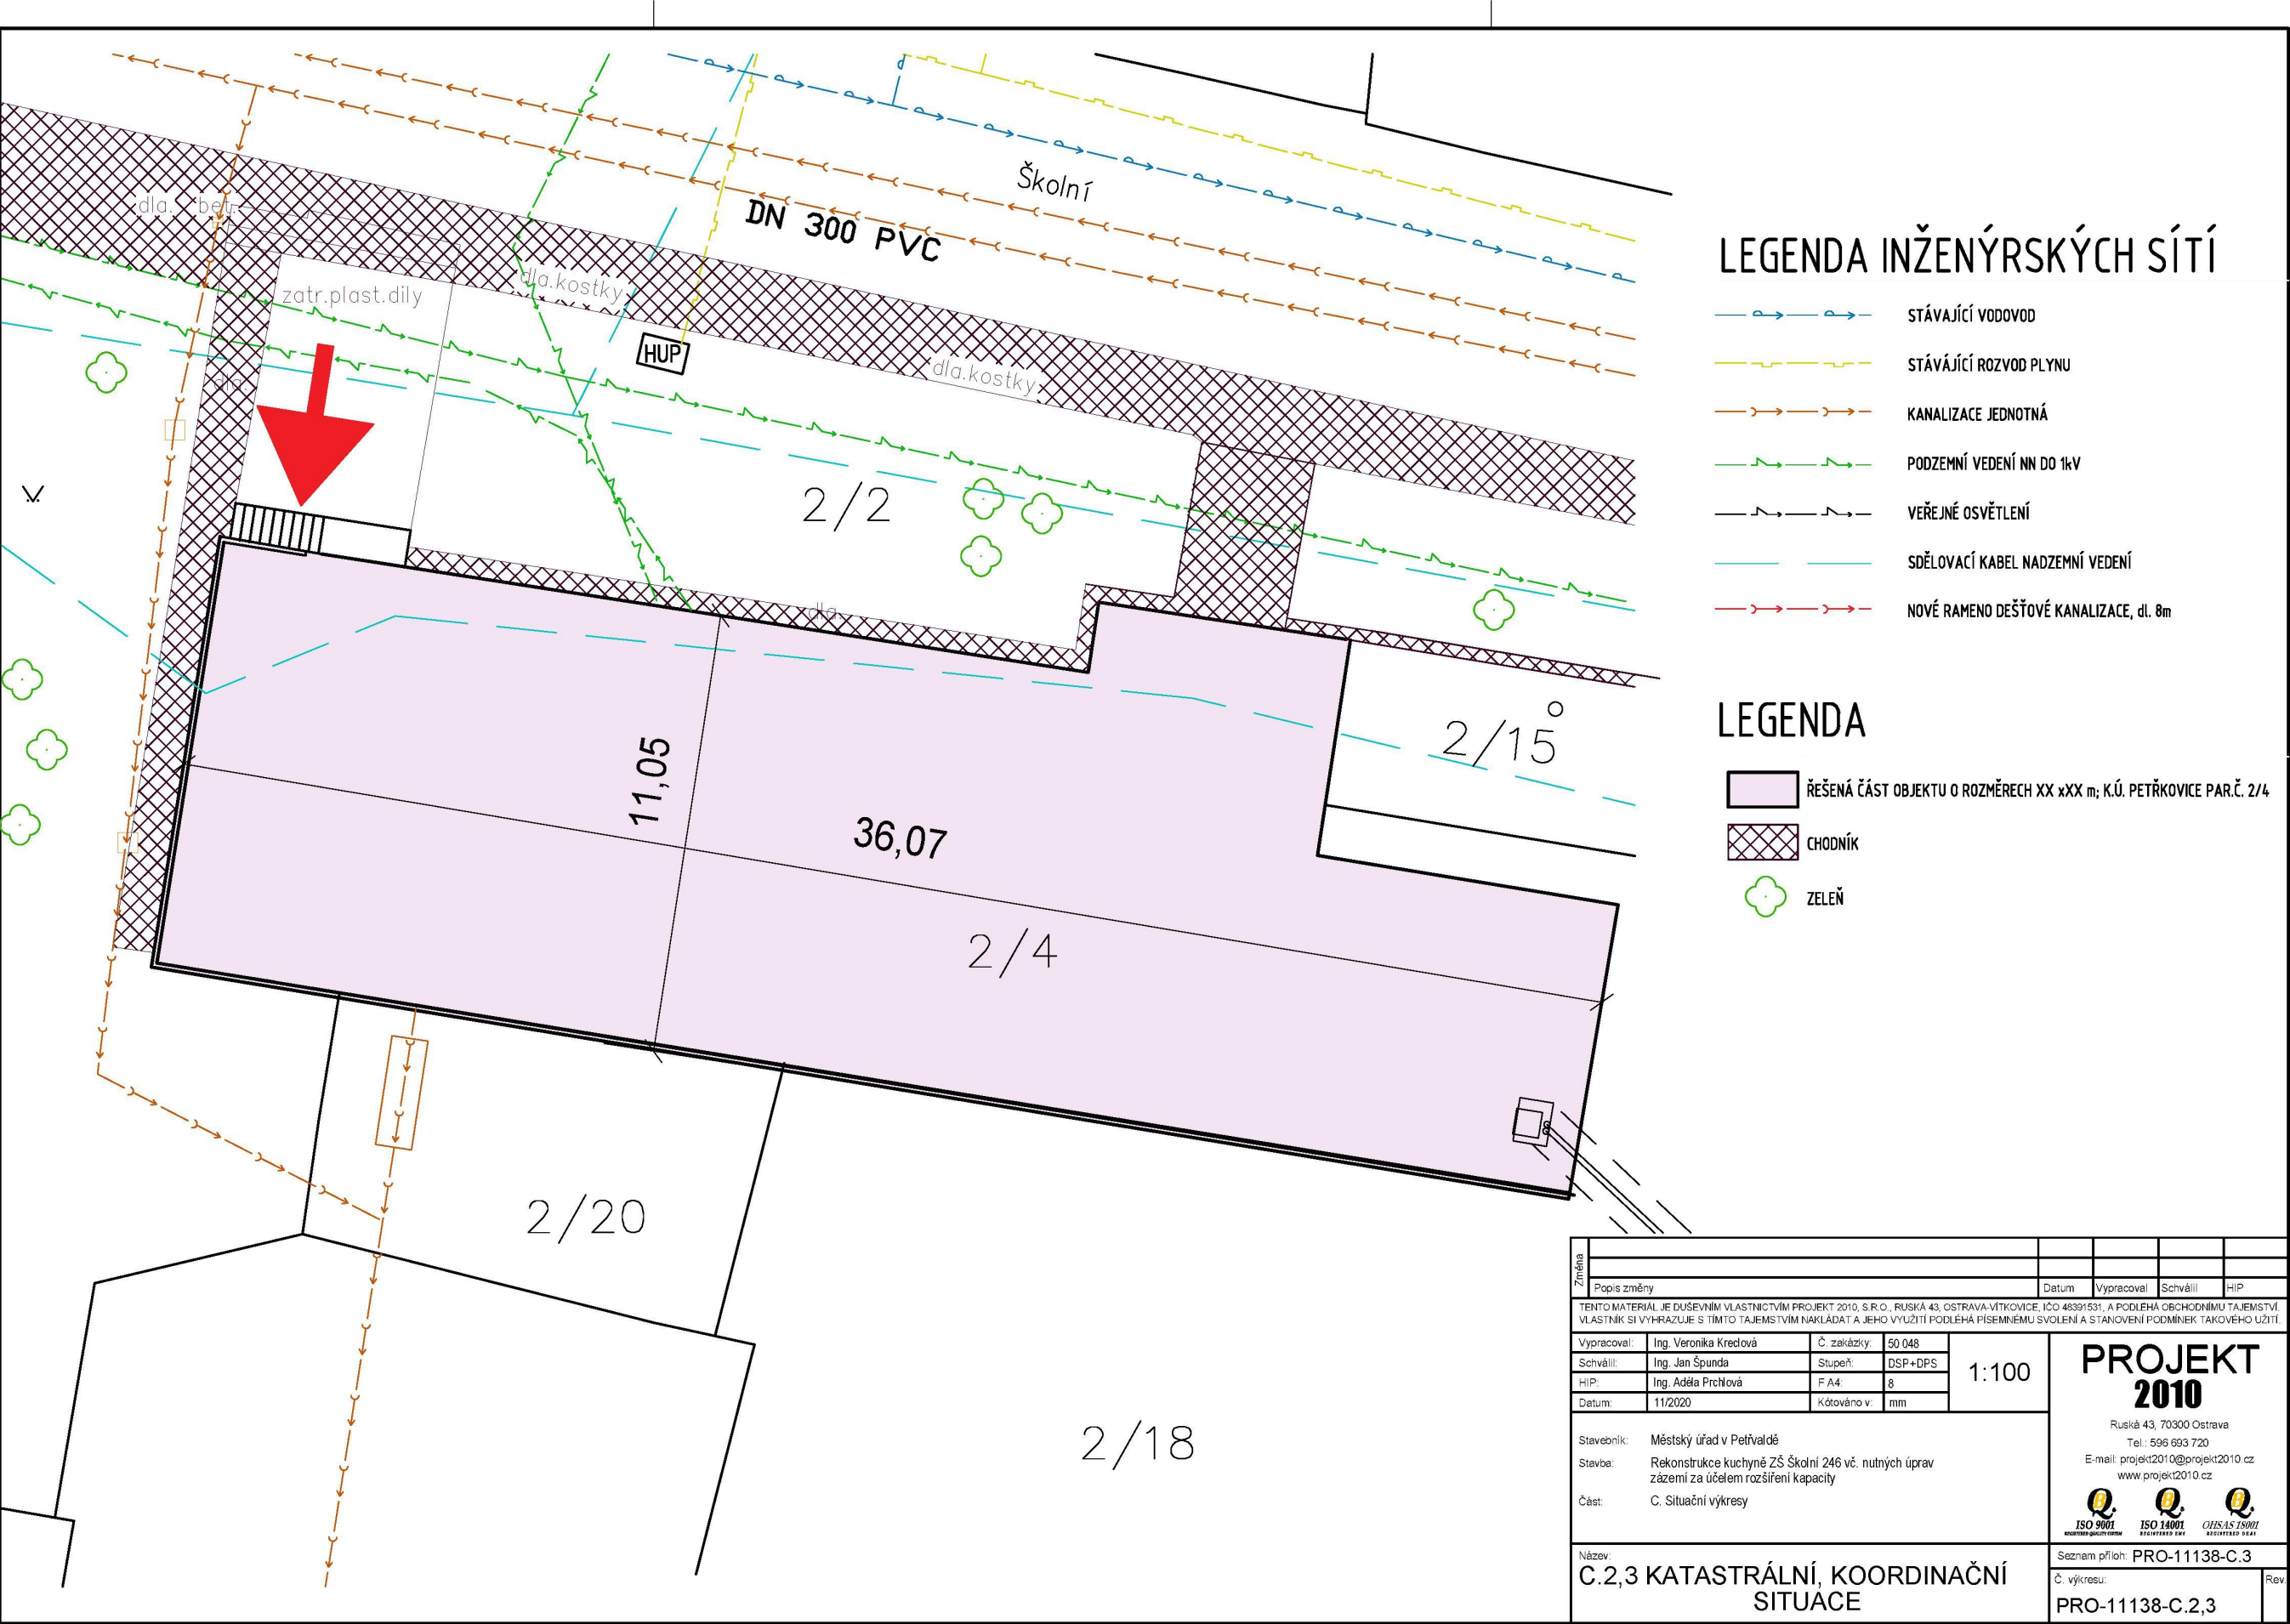 Školní
DN 300 PVC
dla.
bet.
zatr.plast.dily
dla.kostky
HUP
dla.kostky
dla.
2/2
dla.
2/15
11,05
36,07
2/4
2/20
2/18
LEGENDA INŽENÝRSKÝCH SÍTÍ
STÁVAJÍCÍ VODOVOD
STÁVÁJÍCÍ ROZVOD PLYNU
KANALIZACE JEDNOTNÁ
PODZEMNÍ VEDENÍ NN DO 1kV
VEŘEJNÉ OSVĚTLENÍ
SDĚLOVACÍ KABEL NADZEMNÍ VEDENÍ
NOVÉ RAMENO DEŠŤOVÉ KANALIZACE, dl. 8m
LEGENDA
ŘEŠENÁ ČÁST OBJEKTU O ROZMĚRECH XX xXX m; K.Ú. PETŘKOVICE PAR.Č. 2/4
CHODNÍK
ZELEŇ
Změna
Popis změny Datum Vypracoval Schválil HIP
TENTO MATERIÁL JE DUŠEVNÍM VLASTNICTVÍM PROJEKT 2010, S.R.O., RUSKÁ 43, OSTRAVA-VÍTKOVICE, IČO 48391531, A PODLÉHÁ OBCHODNÍMU TAJEMSTVÍ.
VLASTNÍK SI VYHRAZUJE S TÍMTO TAJEMSTVÍM NAKLÁDAT A JEHO VYUŽITÍ PODLÉHÁ PÍSEMNÉMU SVOLENÍ A STANOVENÍ PODMÍNEK TAKOVÉHO UŽITÍ.
Vypracoval: Ing. Veronika Kredlová Č. zakázky: 50 048
Schválil: Ing. Jan Špunda Stupeň: DSP+DPS
HIP: Ing. Adéla Prchlová F A4: 8
Datum: 11/2020 Kótováno v: mm
1:100
PROJEKT
2010
Ruská 43, 70300 Ostrava
Tel.: 596 693 720
E-mail: projekt2010@projekt2010.cz
www.projekt2010.cz
ISO 9001 ISO 14001 OHSAS 18001
Stavebník: Městský úřad v Petřvaldě
Stavba: Rekonstrukce kuchyně ZŠ Školní 246 vč. nutných úprav
zázemí za účelem rozšíření kapacity
Část: C. Situační výkresy
Název:
C.2,3 KATASTRÁLNÍ, KOORDINAČNÍ
SITUACE
Seznam příloh: PRO-11138-C.3
Č. výkresu: Rev.
PRO-11138-C.2,3